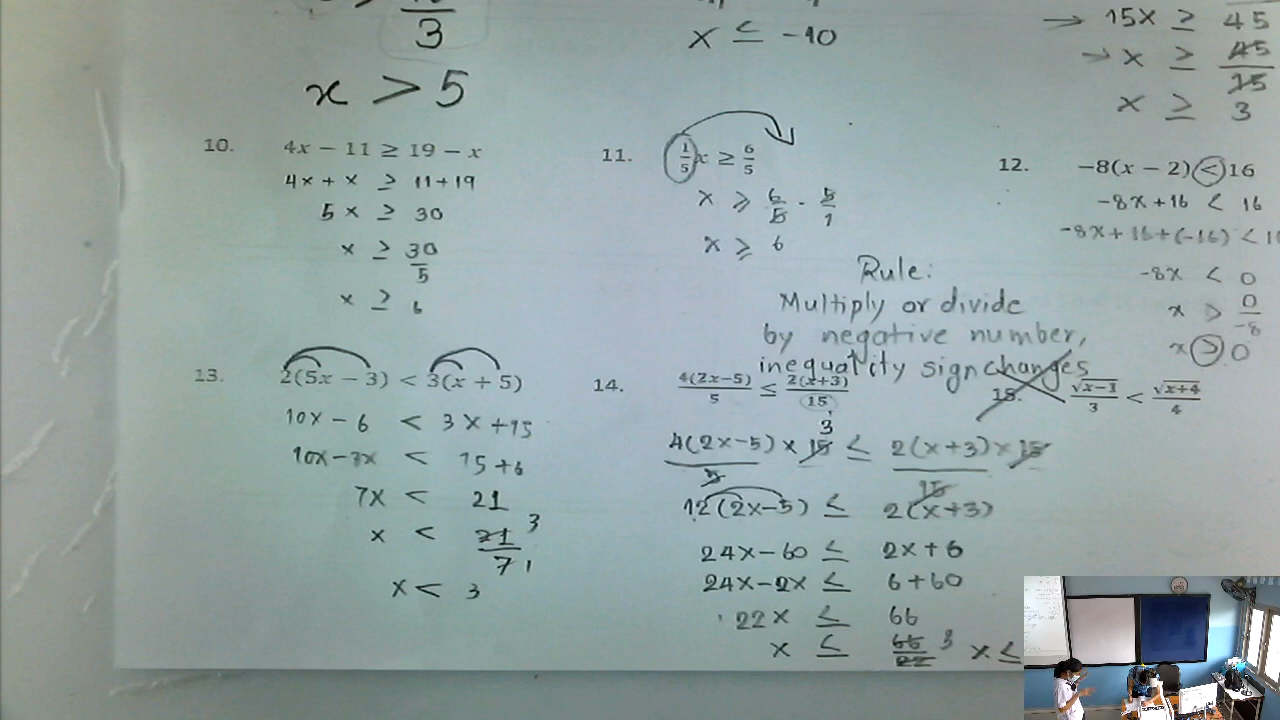 3
x > 5
x ≤ -10
→ 15x ≥ 45
→ x ≥ 45/15
x ≥ 3
10. 4x − 11 ≥ 19 − x
4x + x ≥ 11+19
5x ≥ 30
x ≥ 30/5
x ≥ 6
11. 1/5 x ≥ 6/5
x ≥ 6/5 · 5/1
x ≥ 6
12. −8(x − 2) < 16
-8x+16 < 16
-8x+16+(-16) <
-8x < 0
x > 0/-8
x > 0
Rule:
Multiply or divide
by negative number,
inequality sign changes
13. 2(5x − 3) < 3(x + 5)
10x-6 < 3x+15
10x-3x < 15+6
7x < 21
x < 21/7 3 1
x < 3
14. 4(2x−5)/5 ≤ 2(x+3)/15
4(2x-5) × 15/5 3 ≤ 2(x+3) × 15/15
12(2x-5) ≤ 2(x+3)
24x-60 ≤ 2x+6
24x-2x ≤ 6+60
22x ≤ 66
x ≤ 66/22 3 x ≤
15. √x−1/3 < √x+4/4